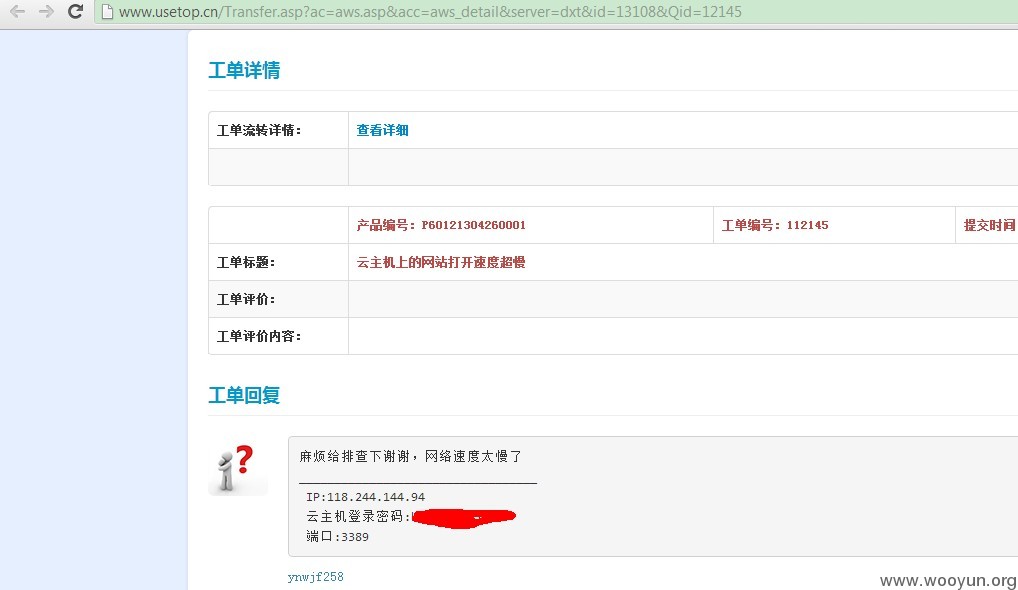 www.usetop.cn/Transfer.asp?ac=aws.asp&acc=aws_detail&server=dxt&id=13108&Qid=12145
工单详情
工单流转详情: 查看详细
产品编号: P60121304260001 工单编号: 112145 提交时间
工单标题: 云主机上的网站打开速度超慢
工单评价:
工单评价内容:
工单回复
麻烦给排查下谢谢，网络速度太慢了
IP:118.244.144.94
云主机登录密码:
端口:3389
ynwjf258
www.wooyun.org